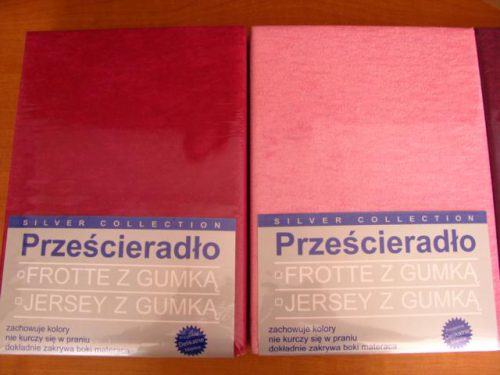 SILVER COLLECTION
Prześcieradło
FROTTE Z GUMKĄ
JERSEY Z GUMKĄ
zachowuje kolory
nie kurczy się w praniu
dokładnie zakrywa boki materaca
SILVER COLLECTION
Prześcieradło
FROTTE Z GUMKĄ
JERSEY Z GUMKĄ
zachowuje kolory
nie kurczy się w praniu
dokładnie zakrywa boki materaca